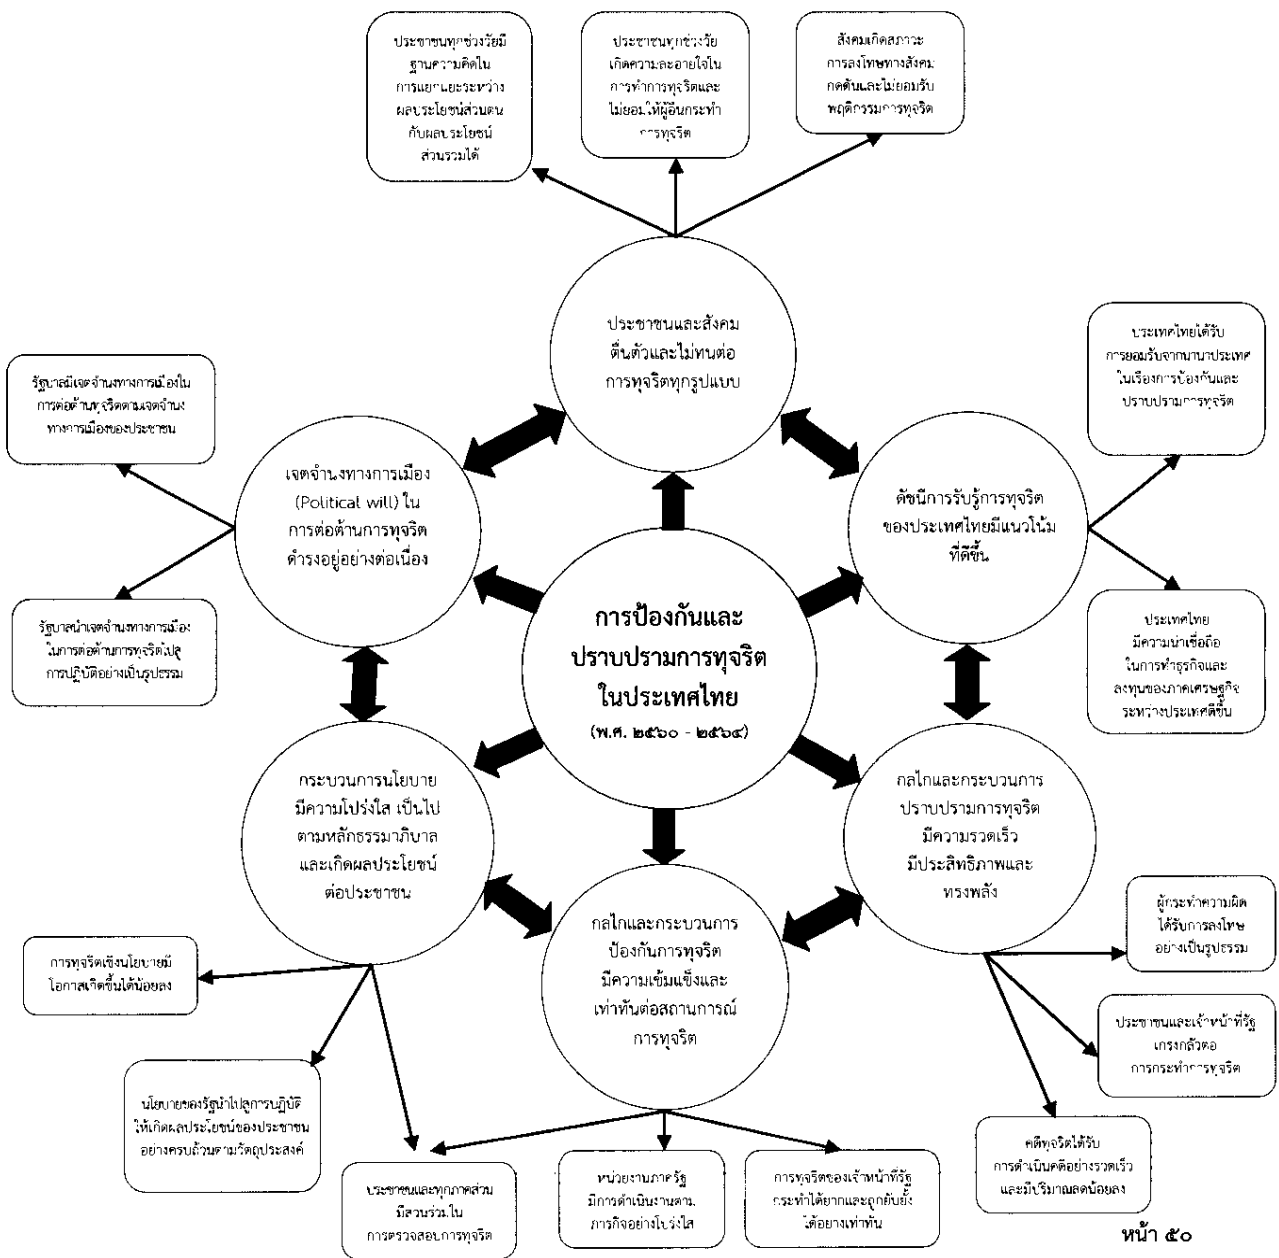 ประชาชนทุกช่วงวัยมี
ฐานความคิดใน
การแยกแยะระหว่าง
ผลประโยชน์ส่วนตน
กับผลประโยชน์
ส่วนรวมได้
ประชาชนทุกช่วงวัย
เกิดความละอายใจใน
การทำการทุจริตและ
ไม่ยอมให้ผู้อื่นกระทำ
การทุจริต
สังคมเกิดสภาวะ
การลงโทษทางสังคม
กดดันและไม่ยอมรับ
พฤติกรรมการทุจริต
ประชาชนและสังคม
ตื่นตัวและไม่ทนต่อ
การทุจริตทุกรูปแบบ
รัฐบาลมีเจตจำนงทางการเมืองใน
การต่อต้านทุจริตตามเจตจำนง
ทางการเมืองของประชาชน
เจตจำนงทางการเมือง
(Political will) ใน
การต่อต้านการทุจริต
ดำรงอยู่อย่างต่อเนื่อง
รัฐบาลนำเจตจำนงทางการเมือง
ในการต่อต้านการทุจริตไปสู่
การปฏิบัติอย่างเป็นรูปธรรม
ประเทศไทยได้รับ
การยอมรับจากนานาประเทศ
ในเรื่องการป้องกันและ
ปราบปรามการทุจริต
ดัชนีการรับรู้การทุจริต
ของประเทศไทยมีแนวโน้ม
ที่ดีขึ้น
ประเทศไทย
มีความน่าเชื่อถือ
ในการทำธุรกิจและ
ลงทุนของภาคเศรษฐกิจ
ระหว่างประเทศดีขึ้น
การป้องกันและ
ปราบปรามการทุจริต
ในประเทศไทย
(พ.ศ. ๒๕๖๐ - ๒๕๖๔)
กระบวนการนโยบาย
มีความโปร่งใส เป็นไป
ตามหลักธรรมาภิบาล
และเกิดผลประโยชน์
ต่อประชาชน
กลไกและกระบวนการ
ปราบปรามการทุจริต
มีความรวดเร็ว
มีประสิทธิภาพและ
ทรงพลัง
กลไกและกระบวนการ
ป้องกันการทุจริต
มีความเข้มแข็งและ
เท่าทันต่อสถานการณ์
การทุจริต
การทุจริตเชิงนโยบายมี
โอกาสเกิดขึ้นได้น้อยลง
นโยบายของรัฐนำไปสู่การปฏิบัติ
ให้เกิดผลประโยชน์ของประชาชน
อย่างครบถ้วนตามวัตถุประสงค์
ประชาชนและทุกภาคส่วน
มีส่วนร่วมใน
การตรวจสอบการทุจริต
หน่วยงานภาครัฐ
มีการดำเนินงานตาม
ภารกิจอย่างโปร่งใส
การทุจริตของเจ้าหน้าที่รัฐ
กระทำได้ยากและถูกยับยั้ง
ได้อย่างเท่าทัน
ผู้กระทำความผิด
ได้รับการลงโทษ
อย่างเป็นรูปธรรม
ประชาชนและเจ้าหน้าที่รัฐ
เกรงกลัวต่อ
การกระทำการทุจริต
คดีทุจริตได้รับ
การดำเนินคดีอย่างรวดเร็ว
และมีปริมาณลดน้อยลง
หน้า ๕๐